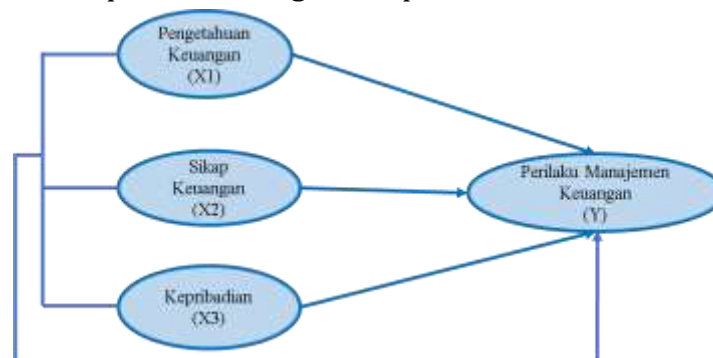 Pengetahuan
Keuangan
(X1)
Sikap
Keuangan
(X2)
Kepribadian
(X3)
Perilaku Manajemen
Keuangan
(Y)